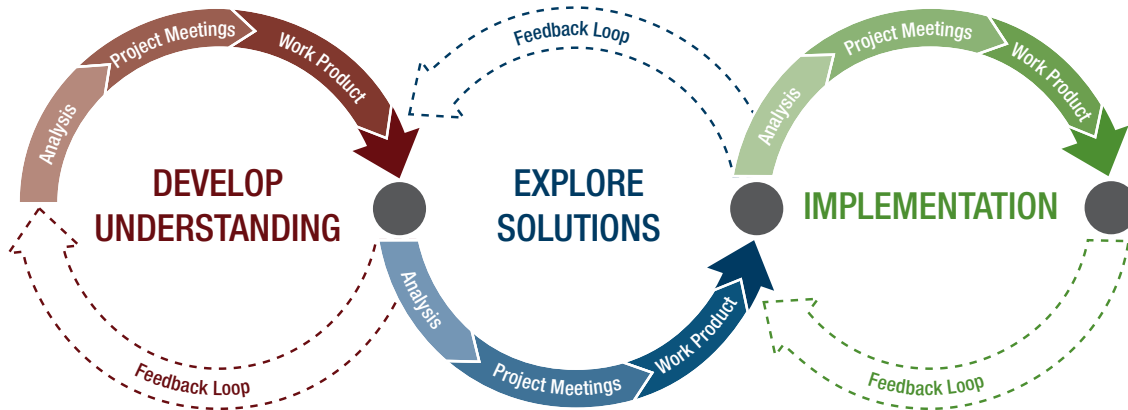 Analysis
Project Meetings
Work Product
DEVELOP
UNDERSTANDING
Feedback Loop
Feedback Loop
EXPLORE
SOLUTIONS
Analysis
Project Meetings
Work Product
Analysis
Project Meetings
Work Product
IMPLEMENTATION
Feedback Loop